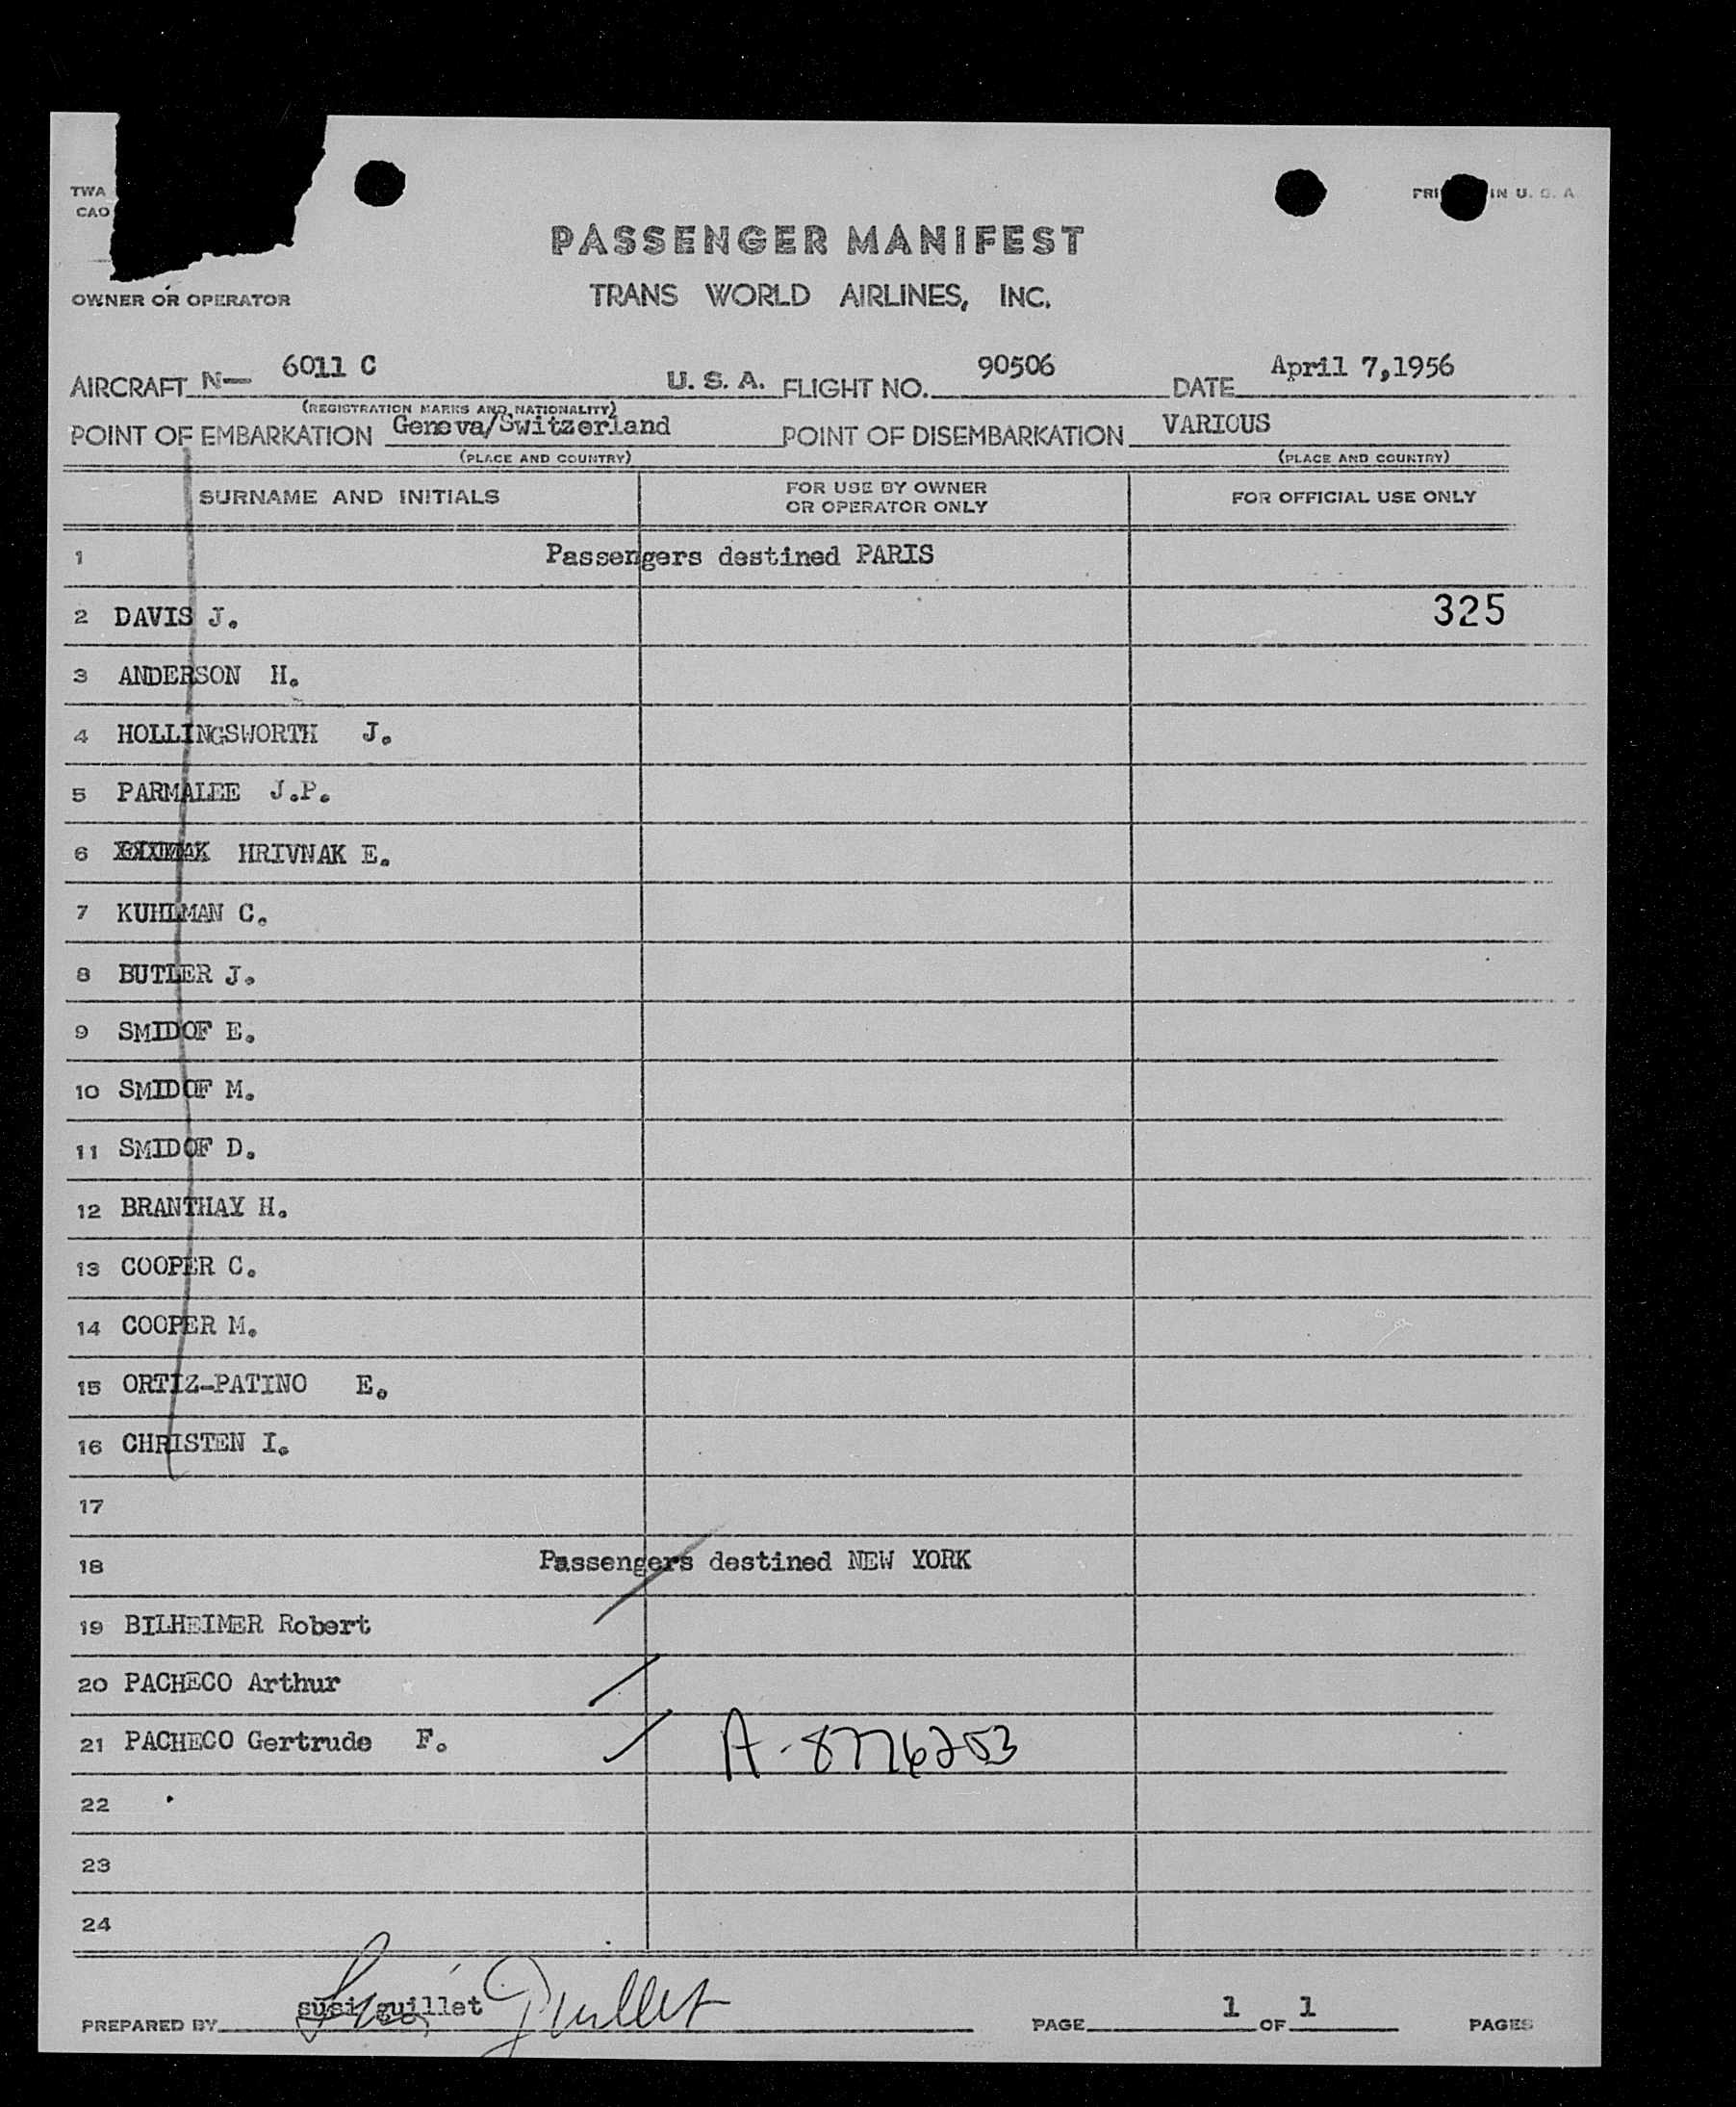 TWA
CAO
PRI IN U. S. A
PASSENGER MANIFEST
OWNER OR OPERATOR
TRANS WORLD AIRLINES, INC.
AIRCRAFT N— 6011 C U. S. A. FLIGHT NO. 90506 DATE April 7,1956
(REGISTRATION MARKS AND NATIONALITY)
POINT OF EMBARKATION Geneva/Switzerland POINT OF DISEMBARKATION VARIOUS
(PLACE AND COUNTRY) (PLACE AND COUNTRY)
SURNAME AND INITIALS FOR USE BY OWNER OR OPERATOR ONLY FOR OFFICIAL USE ONLY
1 Passengers destined PARIS
2 DAVIS J. 325
3 ANDERSON H.
4 HOLLINGSWORTH J.
5 PARMALEE J.P.
6 HRIVNAK E.
7 KUHLMAN C.
8 BUTLER J.
9 SMIDOF E.
10 SMIDOF M.
11 SMIDOF D.
12 BRANTHAY H.
13 COOPER C.
14 COOPER M.
15 ORTIZ-PATINO E.
16 CHRISTEN I.
17
18 Passengers destined NEW YORK
19 BILHEIMER Robert
20 PACHECO Arthur
21 PACHECO Gertrude F. A-8776253
22
23
24
PREPARED BY susi guillet Susi Guillet PAGE 1 OF 1 PAGES